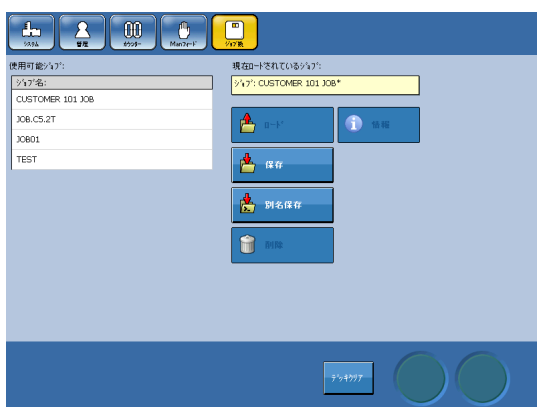 ｼｽﾃﾑ
管理
ｶｳﾝﾀｰ
Manﾌｨｰﾄﾞ
ｼﾞｮﾌﾞ我
使用可能ｼﾞｮﾌﾞ:
現在ﾛｰﾄﾞされているｼﾞｮﾌﾞ:
ｼﾞｮﾌﾞ名:
ｼﾞｮﾌﾞ: CUSTOMER 101 JOB*
CUSTOMER 101 JOB
JOB.C5.2T
JOB01
TEST
ﾛｰﾄﾞ
情報
保存
別名保存
削除
ﾃﾞｯｷｸﾘｱ